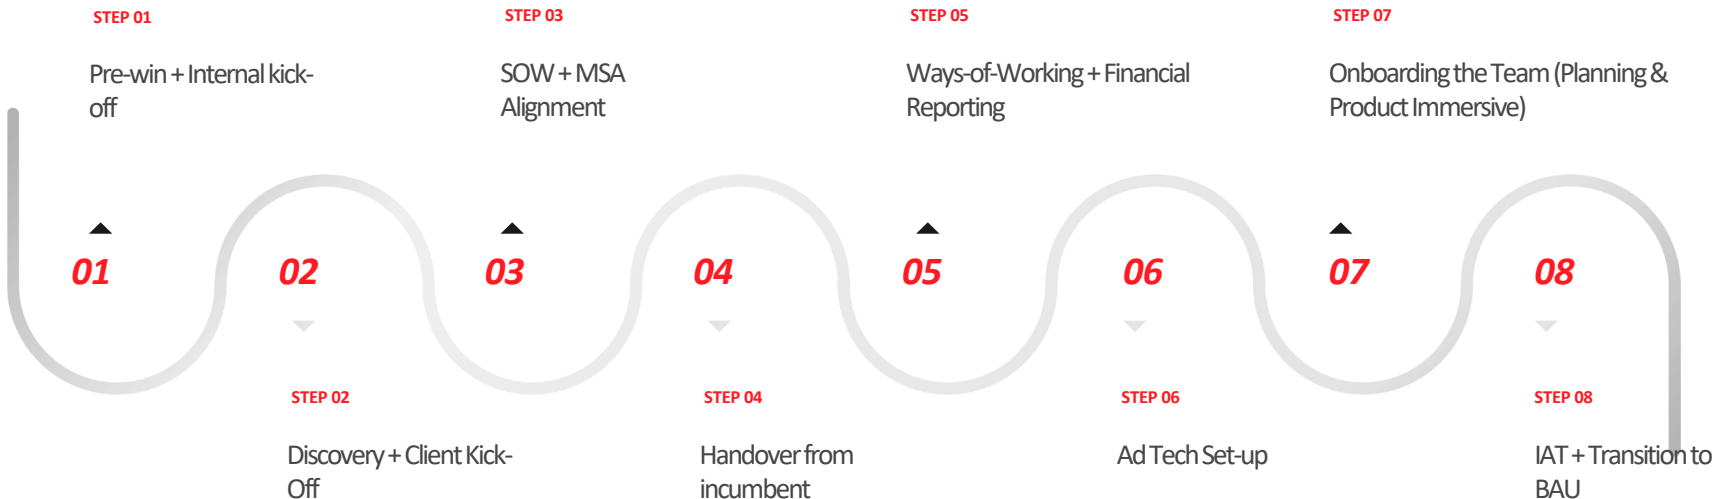 STEP 01
Pre-win + Internal kick-
off
STEP 03
SOW + MSA
Alignment
STEP 05
Ways-of-Working + Financial
Reporting
STEP 07
Onboarding the Team (Planning &
Product Immersive)
01
02
03
04
05
06
07
08
STEP 02
Discovery + Client Kick-
Off
STEP 04
Handover from
incumbent
STEP 06
Ad Tech Set-up
STEP 08
IAT + Transition to
BAU